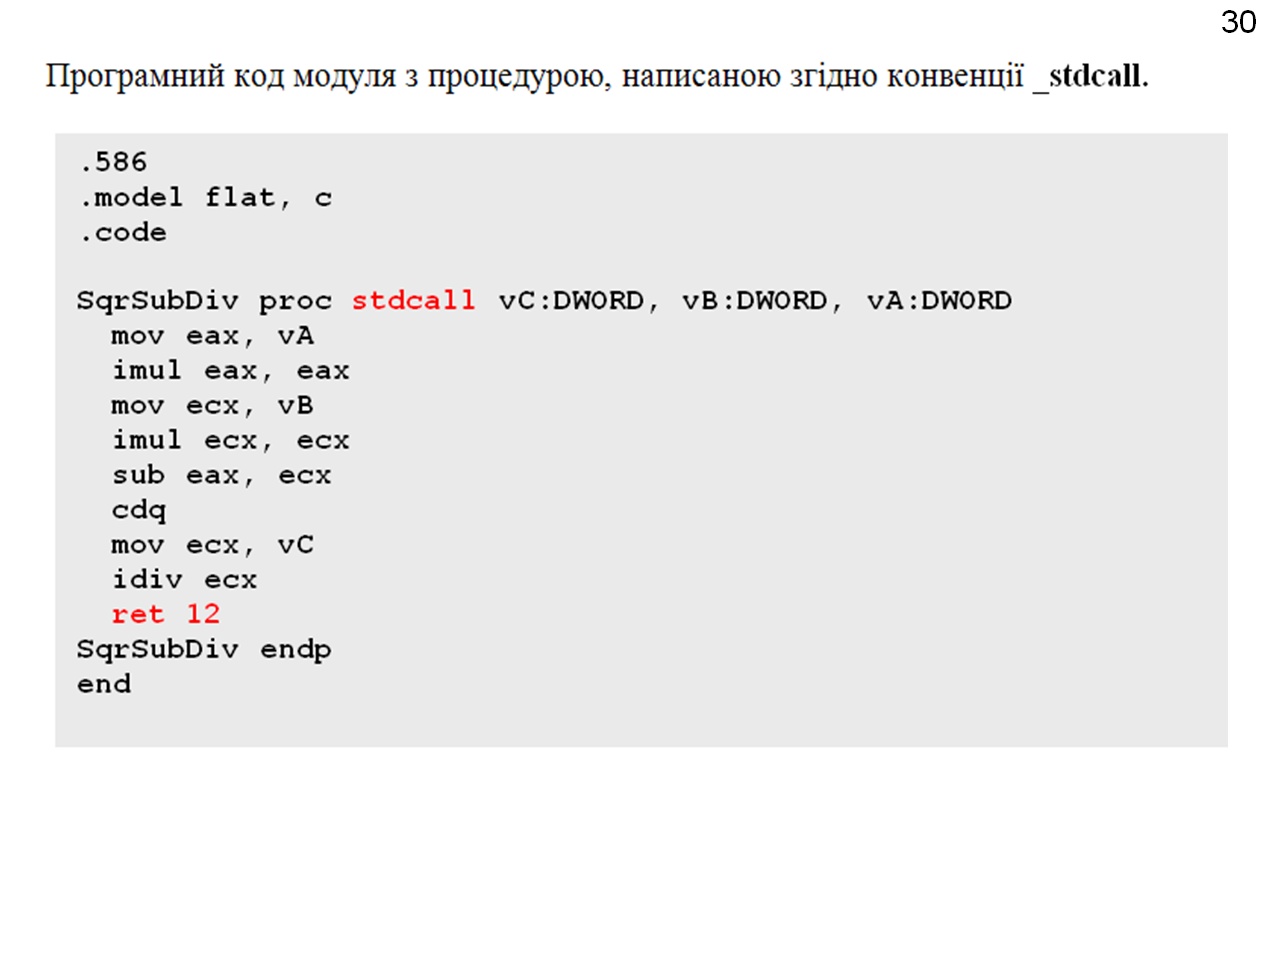 30
Програмний код модуля з процедурою, написаною згідно конвенції _stdcall.
.586
.model flat, c
.code
SqrSubDiv proc stdcall vC:DWORD, vB:DWORD, vA:DWORD
mov eax, vA
imul eax, eax
mov ecx, vB
imul ecx, ecx
sub eax, ecx
cdq
mov ecx, vC
idiv ecx
ret 12
SqrSubDiv endp
end